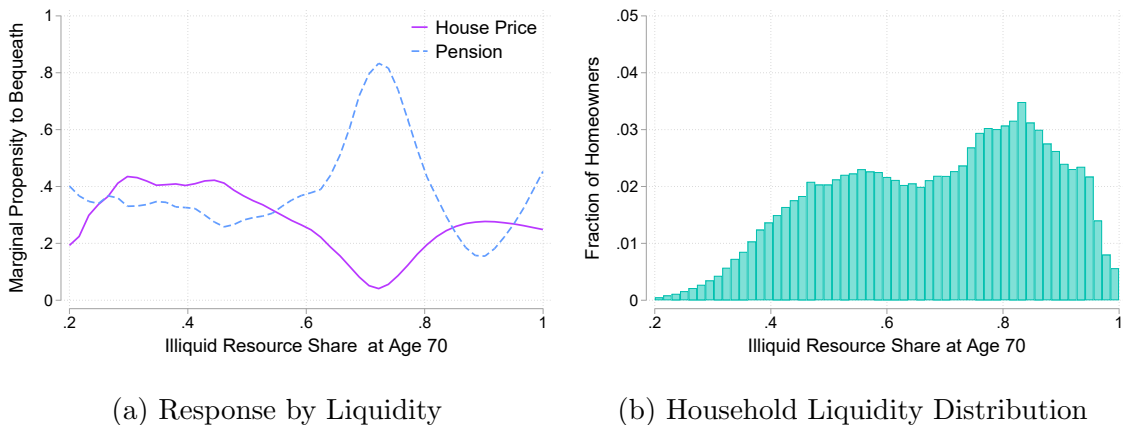 Marginal Propensity to Bequeath
1
.8
.6
.4
.2
0
House Price
Pension
.2 .4 .6 .8 1
Illiquid Resource Share at Age 70
(a) Response by Liquidity
Fraction of Homeowners
.05
.04
.03
.02
.01
0
.2 .4 .6 .8 1
Illiquid Resource Share at Age 70
(b) Household Liquidity Distribution